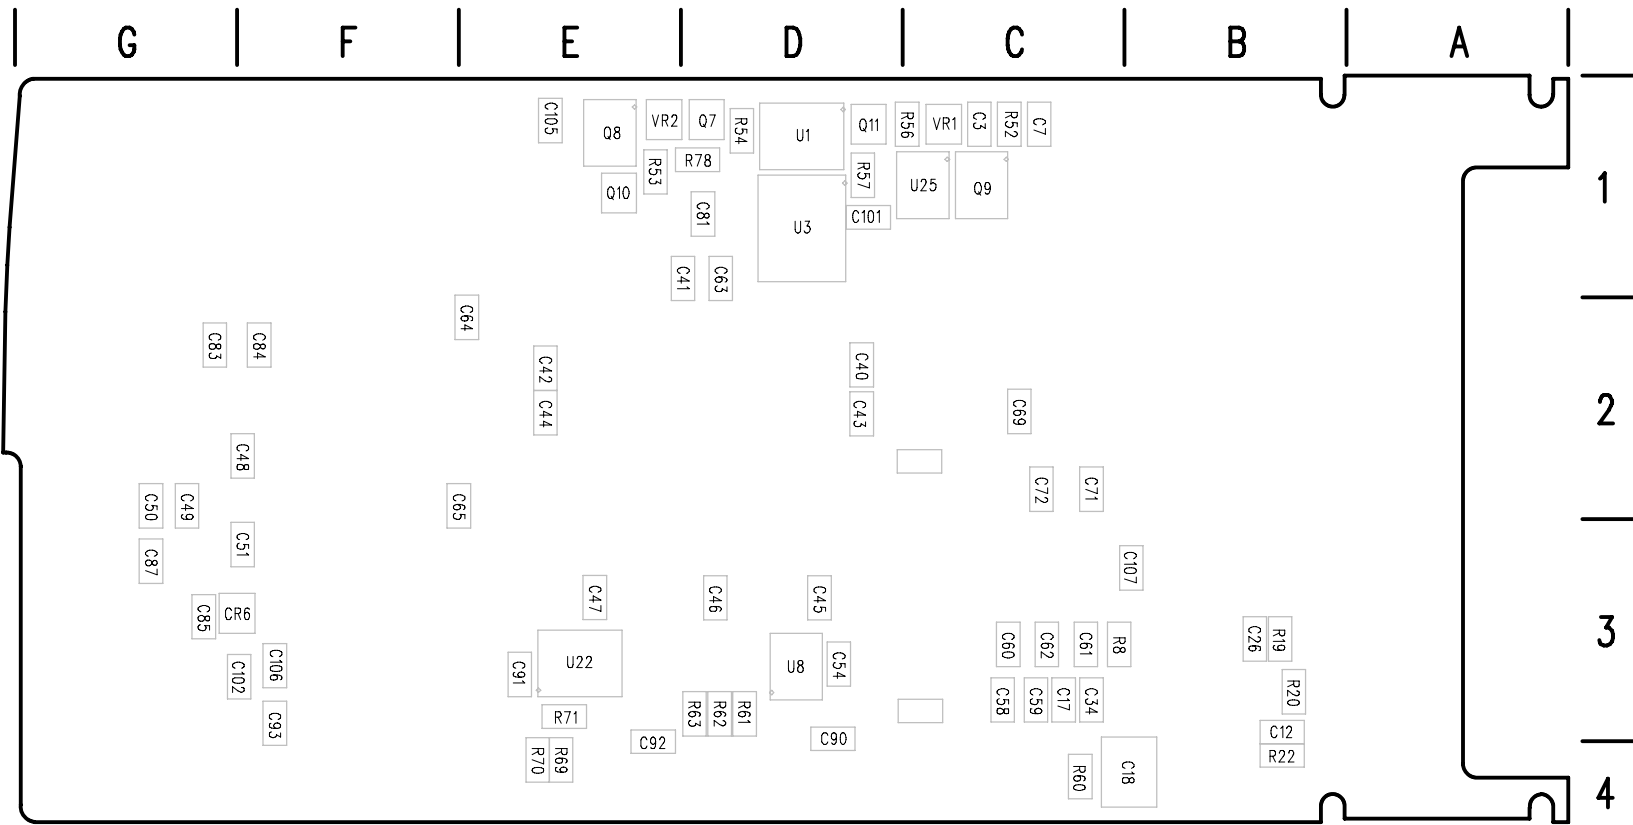 G F E D C B A
C105 Q8 VR2 Q7 R54 U1 Q11 R56 VR1 C3 R52 C7
R53 R78 R57
Q10 C81 U3 C101 U25 Q9 1
C41 C63
C64
C83 C84 C42 C40
C44 C43 C69 2
C48
C50 C49 C65 C72 C71
C51
C87 C107
C47 C46 C45
C85 CR6
C106 U22 U8 C54 C60 C62 C61 R8 C26 R19 3
C102 C91
R20
C93 R71 R63 R62 R61 C58 C59 C17 C34
C92 C90 C12
R70 R69 R60 C18 R22
4